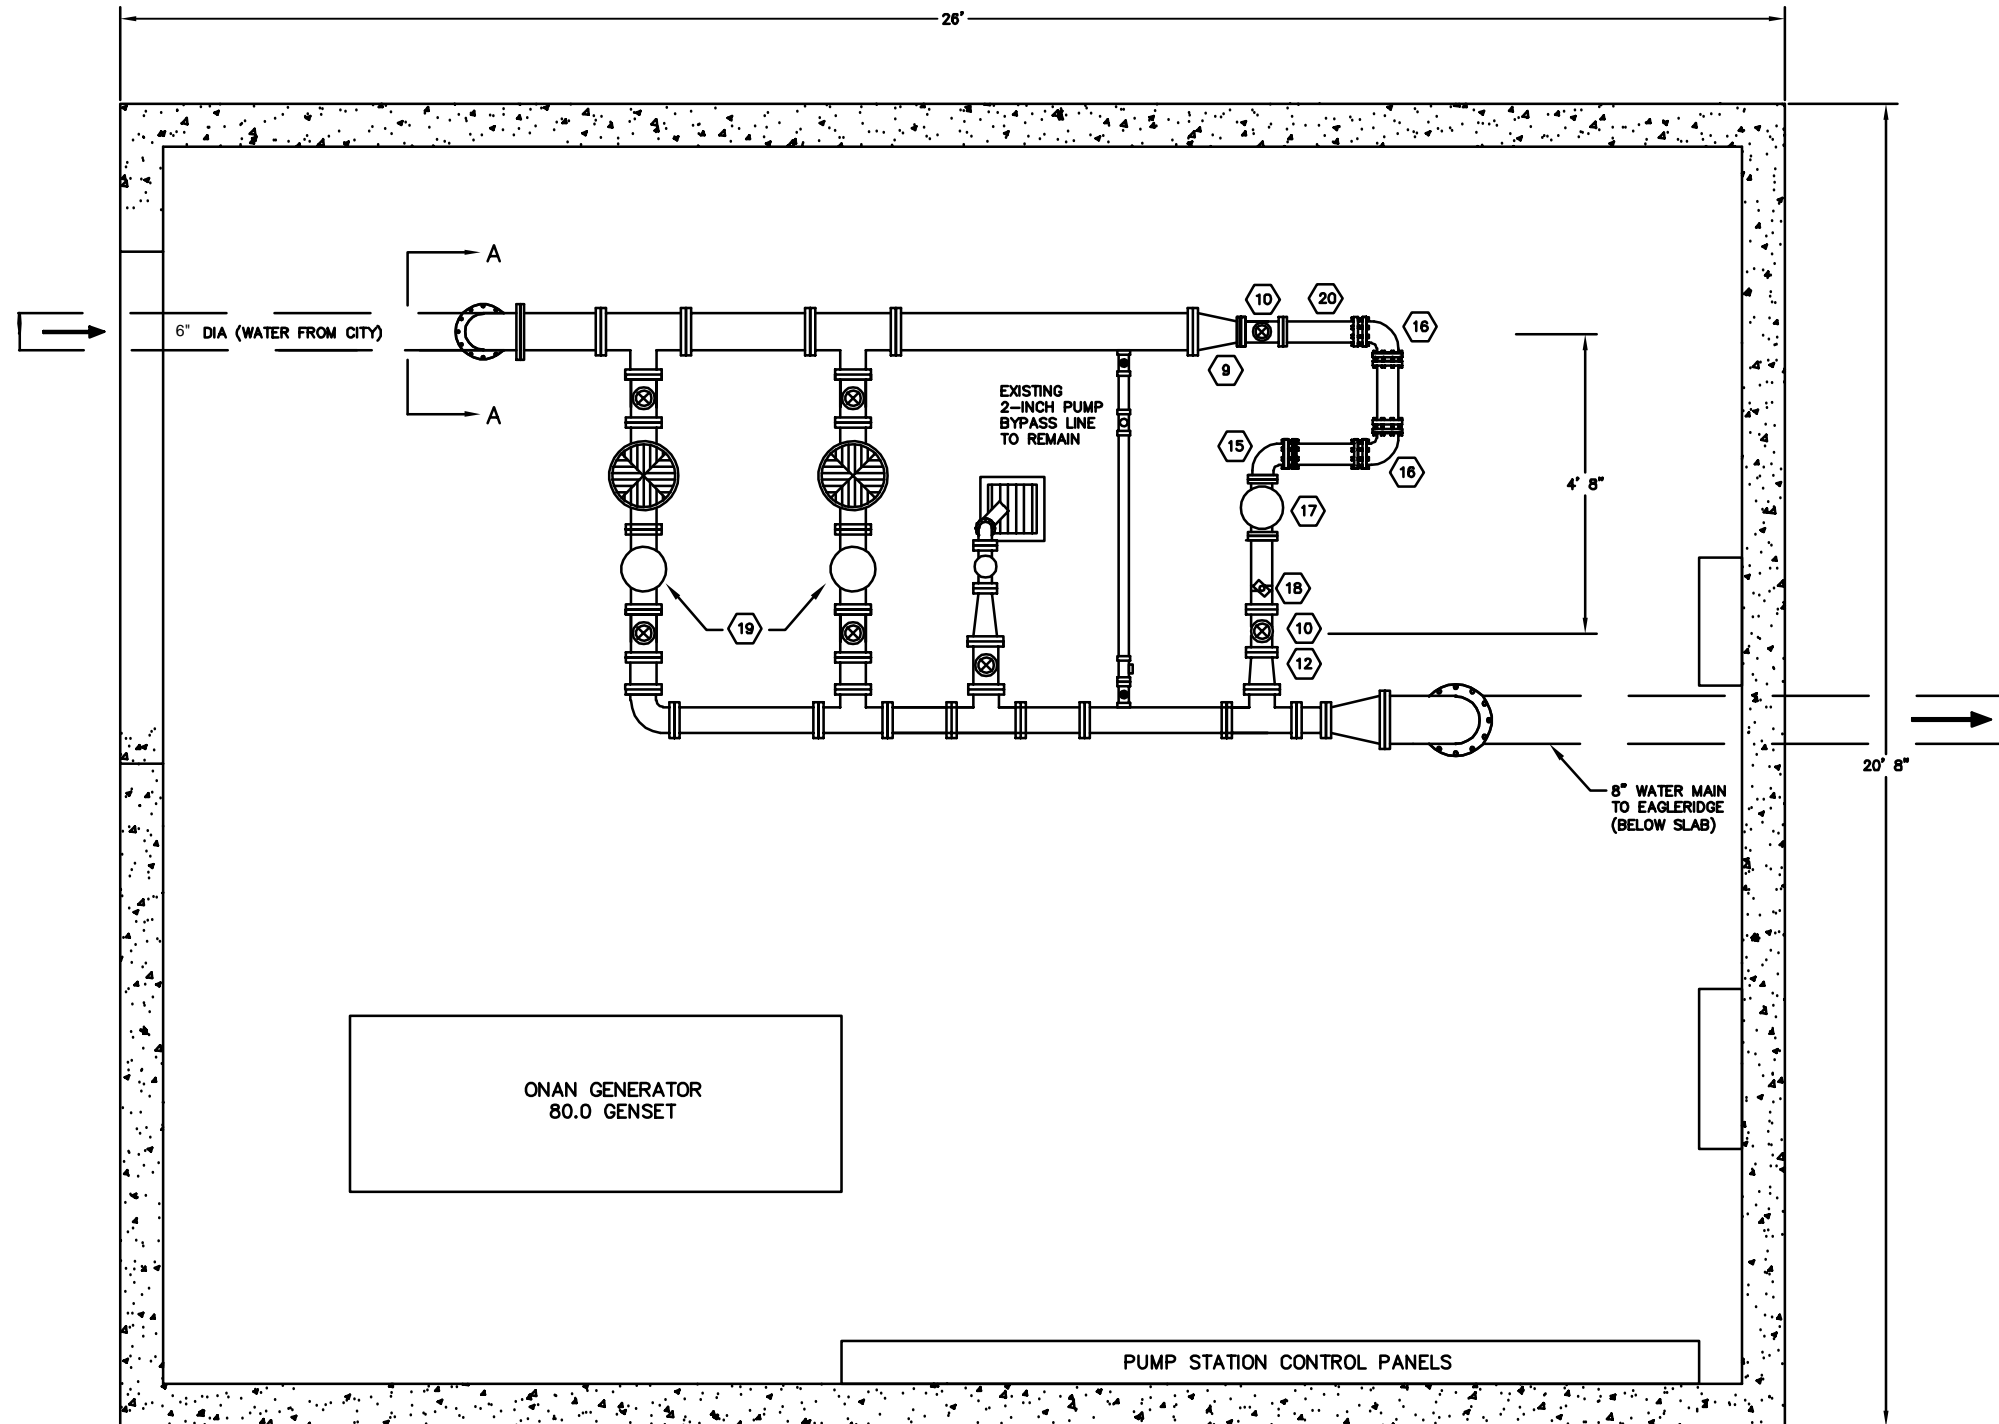 26'
A
10
20
16
6" DIA (WATER FROM CITY)
9
EXISTING
2-INCH PUMP
BYPASS LINE
TO REMAIN
A
15
16
4' 8"
17
18
19
10
12
20' 8"
8" WATER MAIN
TO EAGLERIDGE
(BELOW SLAB)
ONAN GENERATOR
80.0 GENSET
PUMP STATION CONTROL PANELS